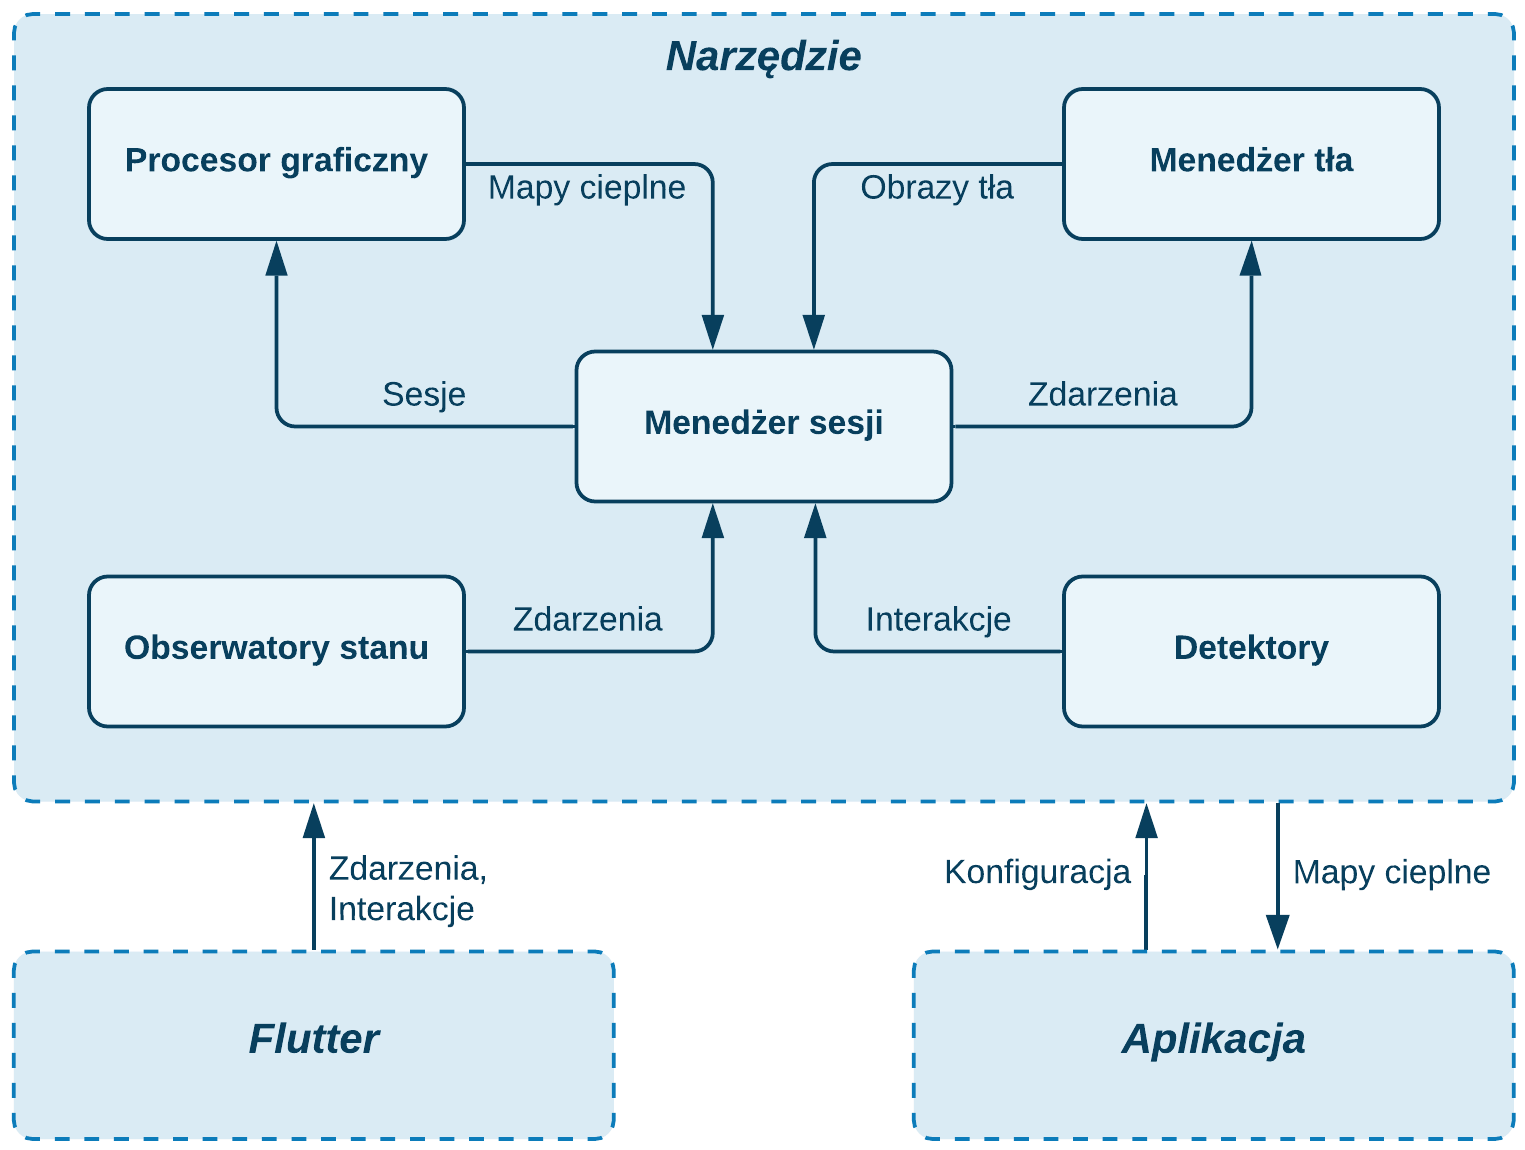 Narzędzie
Procesor graficzny
Menedżer tła
Mapy cieplne
Obrazy tła
Sesje
Zdarzenia
Menedżer sesji
Zdarzenia
Interakcje
Obserwatory stanu
Detektory
Zdarzenia,
Interakcje
Konfiguracja
Mapy cieplne
Flutter
Aplikacja